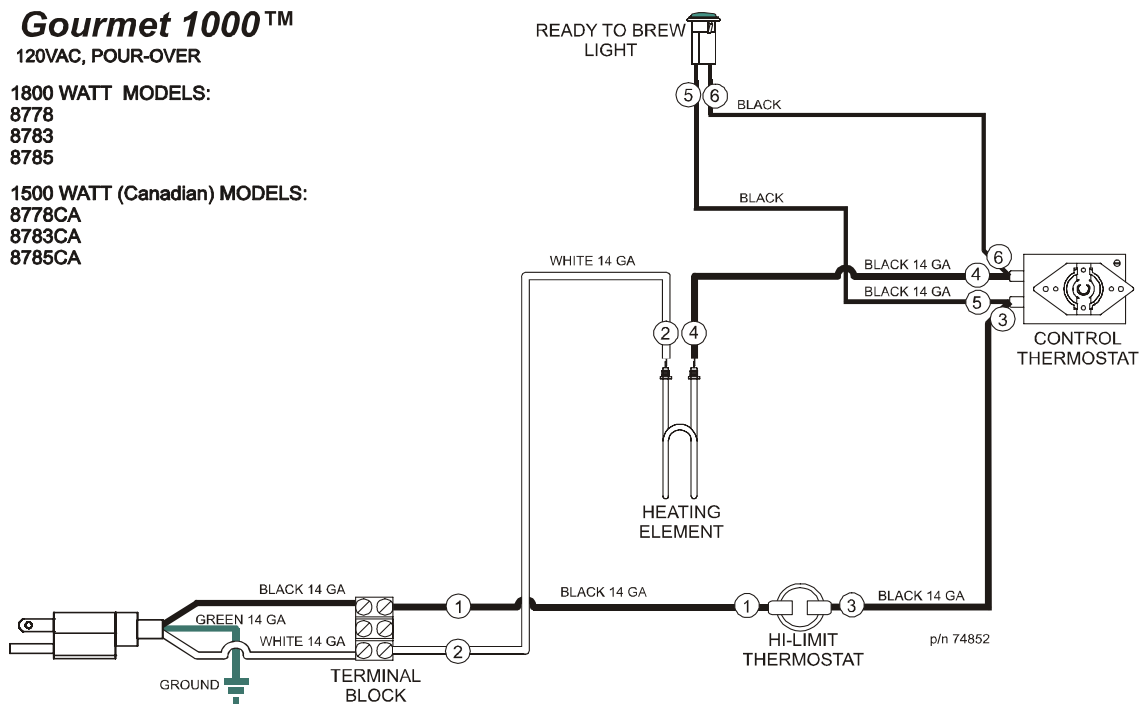 Gourmet 1000™
120VAC, POUR-OVER
1800 WATT MODELS:
8778
8783
8785
1500 WATT (Canadian) MODELS:
8778CA
8783CA
8785CA
READY TO BREW
LIGHT
5
6
BLACK
BLACK
WHITE 14 GA
BLACK 14 GA
BLACK 14 GA
6
4
5
3
CONTROL
THERMOSTAT
2
4
HEATING
ELEMENT
BLACK 14 GA
GREEN 14 GA
WHITE 14 GA
GROUND
TERMINAL
BLOCK
1
2
BLACK 14 GA
1
3
BLACK 14 GA
HI-LIMIT
THERMOSTAT
p/n 74852